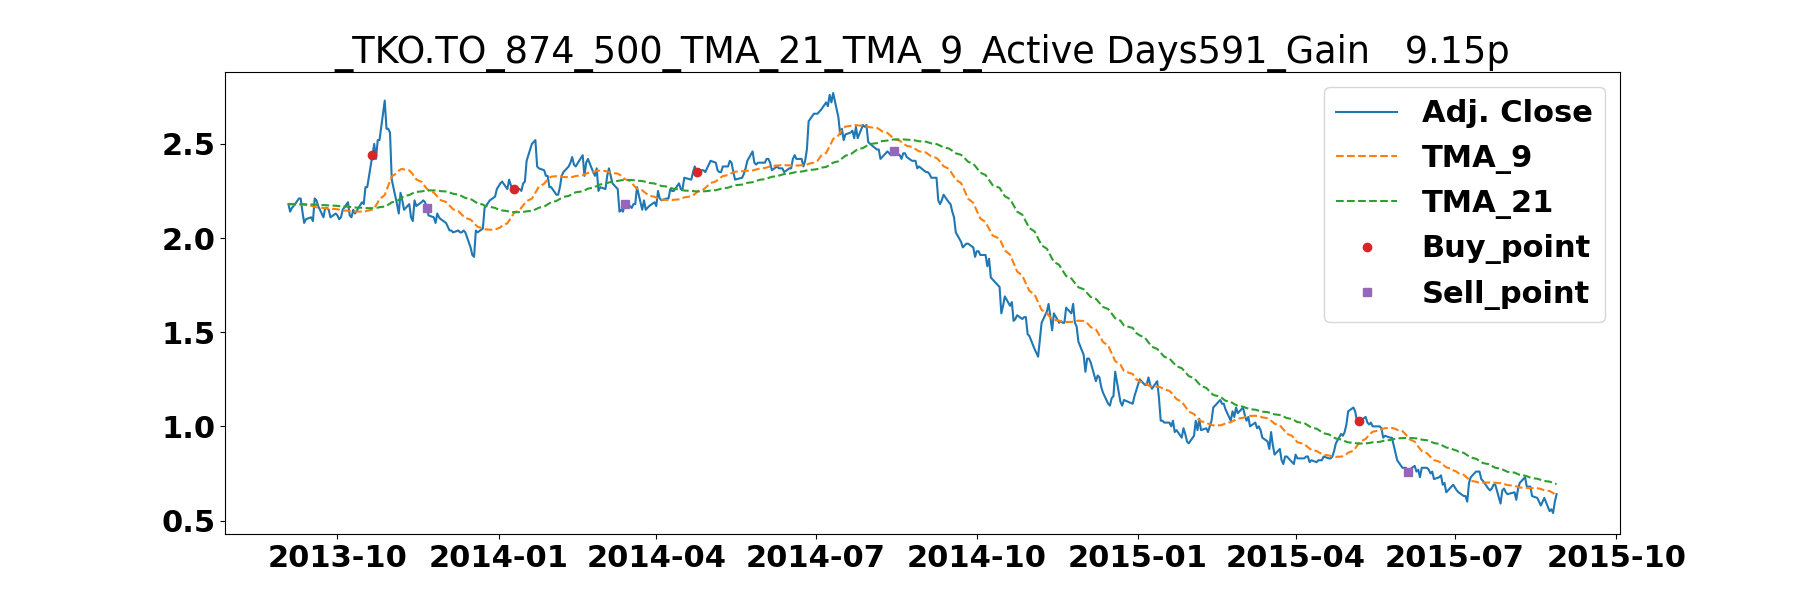 _TKO.TO_874_500_TMA_21_TMA_9_Active Days591_Gain   9.15p
Adj. Close
TMA_9
TMA_21
Buy_point
Sell_point
2.5
2.0
1.5
1.0
0.5
2013-10 2014-01 2014-04 2014-07 2014-10 2015-01 2015-04 2015-07 2015-10